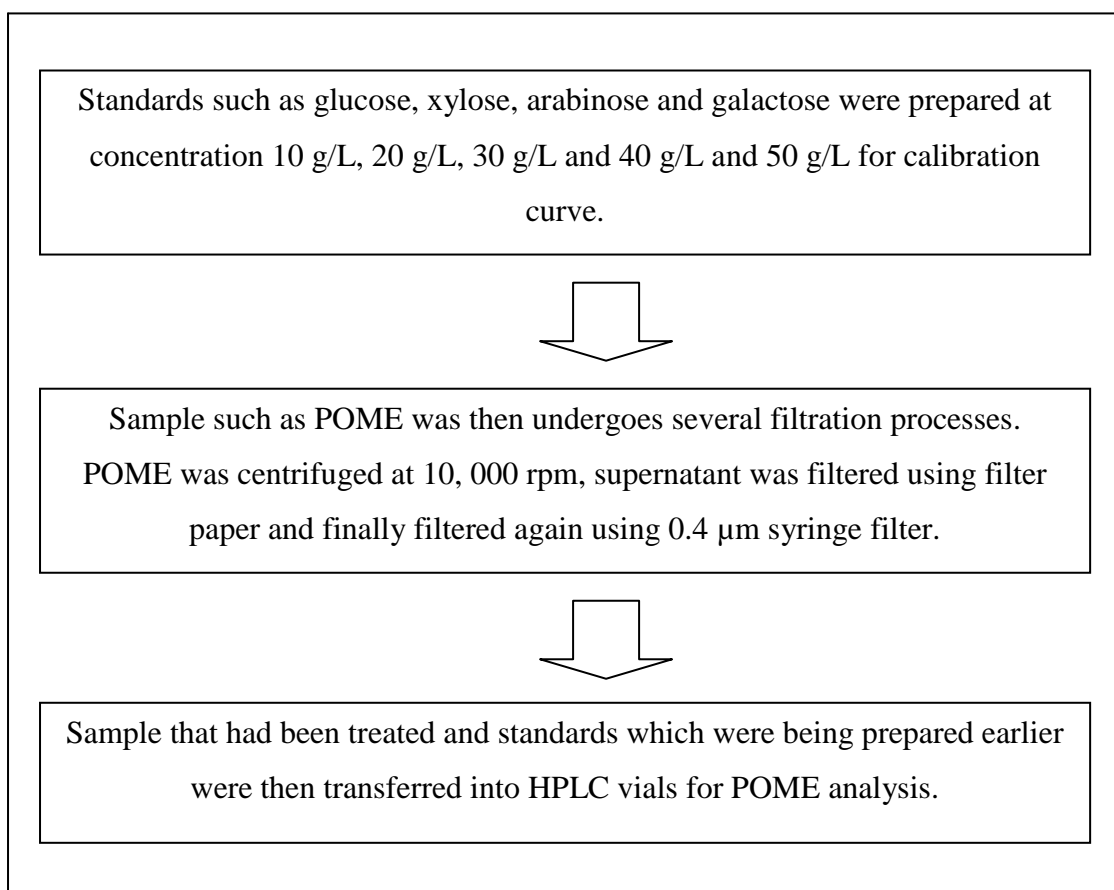 Standards such as glucose, xylose, arabinose and galactose were prepared at
concentration 10 g/L, 20 g/L, 30 g/L and 40 g/L and 50 g/L for calibration
curve.
Sample such as POME was then undergoes several filtration processes.
POME was centrifuged at 10, 000 rpm, supernatant was filtered using filter
paper and finally filtered again using 0.4 µm syringe filter.
Sample that had been treated and standards which were being prepared earlier
were then transferred into HPLC vials for POME analysis.